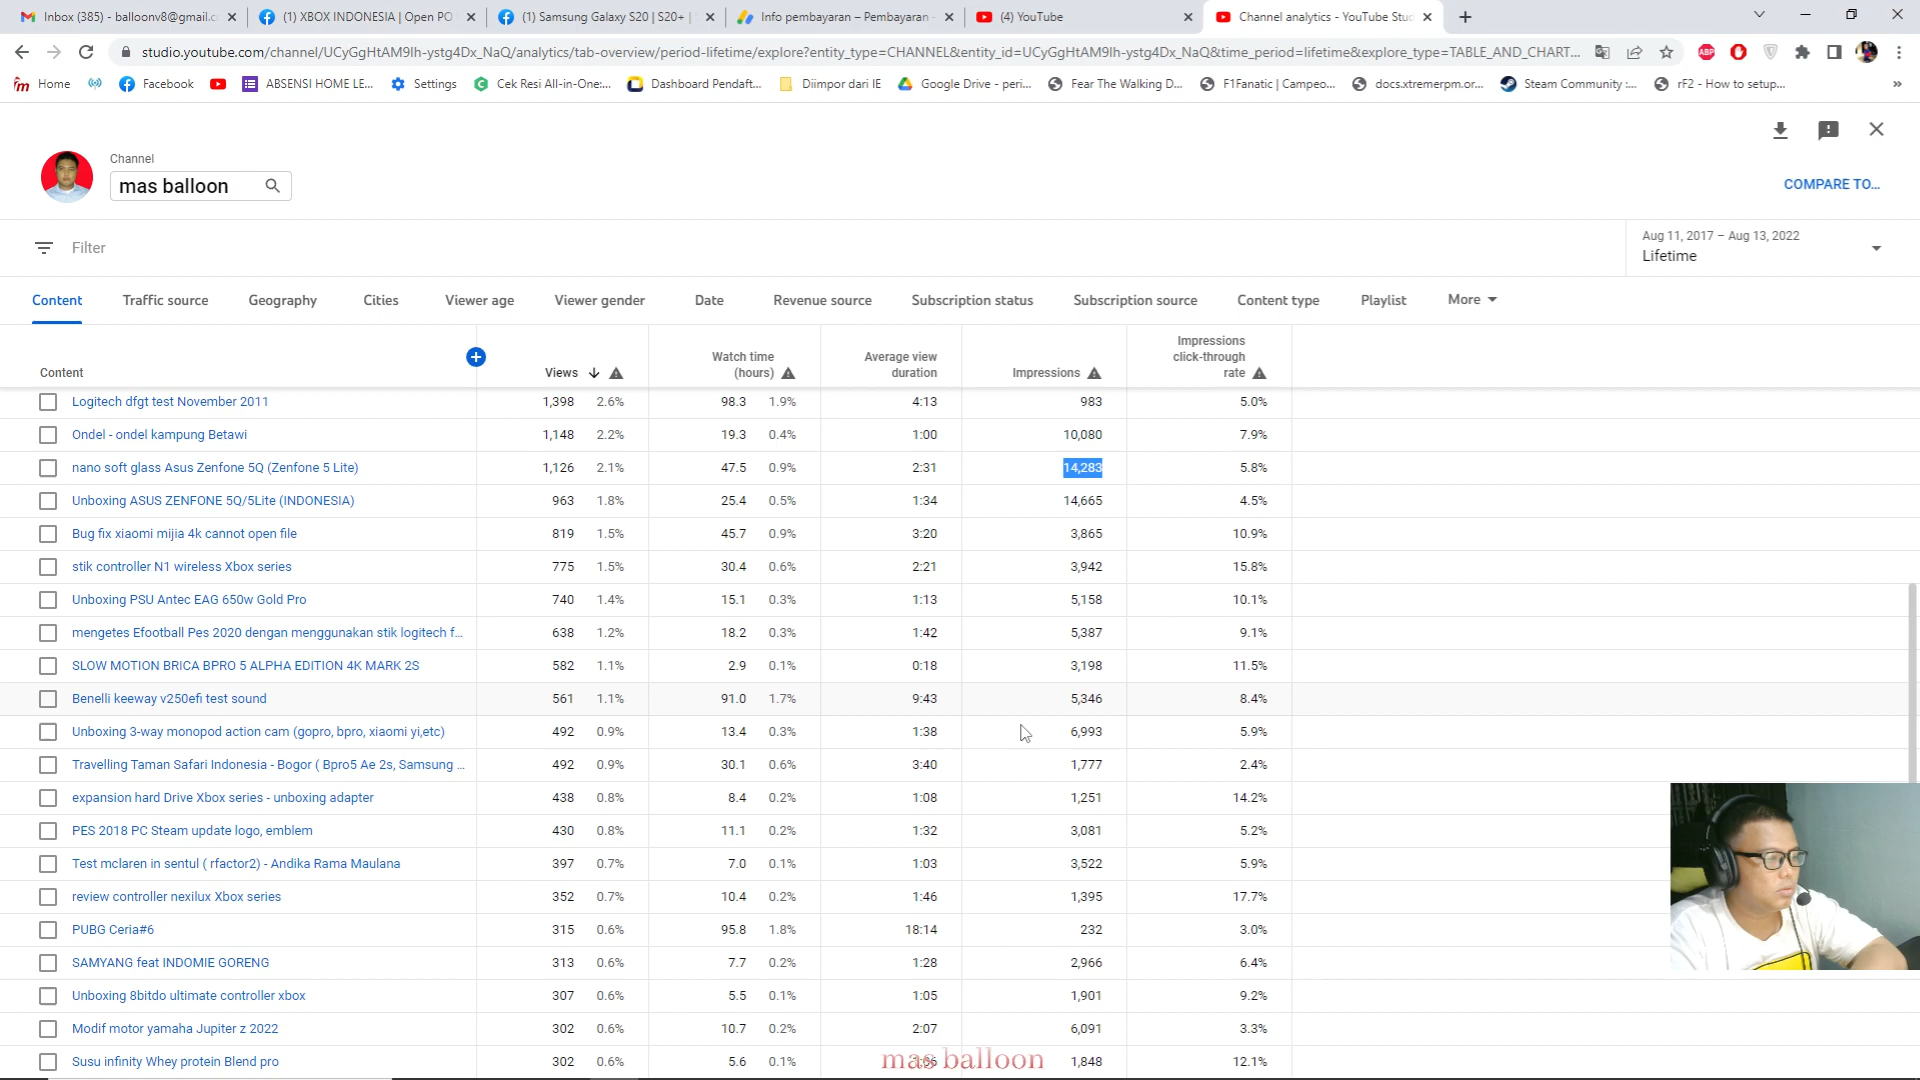 Inbox (385) - balloonv8@gmail.c
(1) XBOX INDONESIA | Open PO
(1) Samsung Galaxy S20 | S20+ |
Info pembayaran – Pembayaran -
(4) YouTube
Channel analytics - YouTube Stu
studio.youtube.com/channel/UCyGgHtAM9Ih-ystg4Dx_NaQ/analytics/tab-overview/period-lifetime/explore?entity_type=CHANNEL&entity_id=UCyGgHtAM9Ih-ystg4Dx_NaQ&time_period=lifetime&explore_type=TABLE_AND_CHART...
Home
Facebook
ABSENSI HOME LE...
Settings
Cek Resi All-in-One:...
Dashboard Pendaft...
Diimpor dari IE
Google Drive - peri...
Fear The Walking D...
F1Fanatic | Campeo...
docs.xtremerpm.or...
Steam Community :...
rF2 - How to setup...
Channel
mas balloon
COMPARE TO...
Filter
Aug 11, 2017 – Aug 13, 2022
Lifetime
Content Traffic source Geography Cities Viewer age Viewer gender Date Revenue source Subscription status Subscription source Content type Playlist More
Content Views Watch time (hours) Average view duration Impressions Impressions click-through rate
Logitech dfgt test November 2011 1,398 2.6% 98.3 1.9% 4:13 983 5.0%
Ondel - ondel kampung Betawi 1,148 2.2% 19.3 0.4% 1:00 10,080 7.9%
nano soft glass Asus Zenfone 5Q (Zenfone 5 Lite) 1,126 2.1% 47.5 0.9% 2:31 14,283 5.8%
Unboxing ASUS ZENFONE 5Q/5Lite (INDONESIA) 963 1.8% 25.4 0.5% 1:34 14,665 4.5%
Bug fix xiaomi mijia 4k cannot open file 819 1.5% 45.7 0.9% 3:20 3,865 10.9%
stik controller N1 wireless Xbox series 775 1.5% 30.4 0.6% 2:21 3,942 15.8%
Unboxing PSU Antec EAG 650w Gold Pro 740 1.4% 15.1 0.3% 1:13 5,158 10.1%
mengetes Efootball Pes 2020 dengan menggunakan stik logitech f... 638 1.2% 18.2 0.3% 1:42 5,387 9.1%
SLOW MOTION BRICA BPRO 5 ALPHA EDITION 4K MARK 2S 582 1.1% 2.9 0.1% 0:18 3,198 11.5%
Benelli keeway v250efi test sound 561 1.1% 91.0 1.7% 9:43 5,346 8.4%
Unboxing 3-way monopod action cam (gopro, bpro, xiaomi yi,etc) 492 0.9% 13.4 0.3% 1:38 6,993 5.9%
Travelling Taman Safari Indonesia - Bogor ( Bpro5 Ae 2s, Samsung ... 492 0.9% 30.1 0.6% 3:40 1,777 2.4%
expansion hard Drive Xbox series - unboxing adapter 438 0.8% 8.4 0.2% 1:08 1,251 14.2%
PES 2018 PC Steam update logo, emblem 430 0.8% 11.1 0.2% 1:32 3,081 5.2%
Test mclaren in sentul ( rfactor2) - Andika Rama Maulana 397 0.7% 7.0 0.1% 1:03 3,522 5.9%
review controller nexilux Xbox series 352 0.7% 10.4 0.2% 1:46 1,395 17.7%
PUBG Ceria#6 315 0.6% 95.8 1.8% 18:14 232 3.0%
SAMYANG feat INDOMIE GORENG 313 0.6% 7.7 0.2% 1:28 2,966 6.4%
Unboxing 8bitdo ultimate controller xbox 307 0.6% 5.5 0.1% 1:05 1,901 9.2%
Modif motor yamaha Jupiter z 2022 302 0.6% 10.7 0.2% 2:07 6,091 3.3%
Susu infinity Whey protein Blend pro 302 0.6% 5.6 0.1% 1,848 12.1%
mas balloon